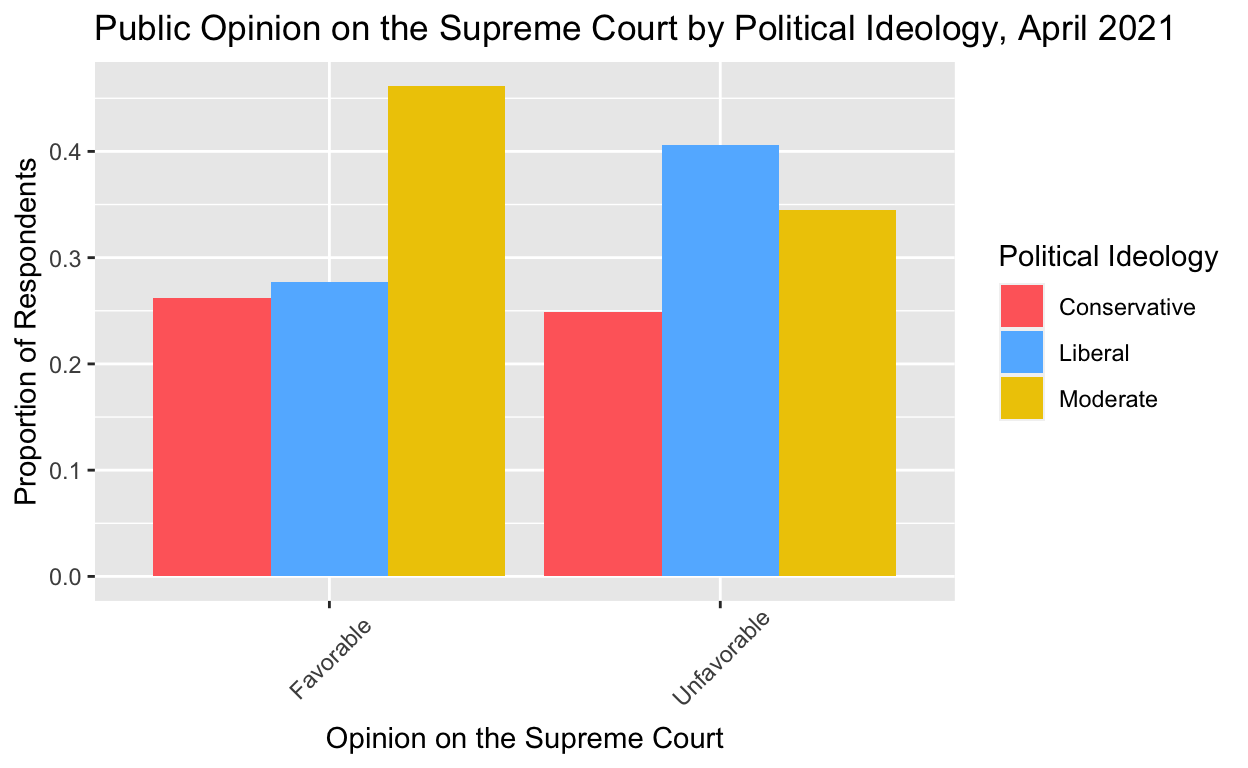 Public Opinion on the Supreme Court by Political Ideology, April 2021
Proportion of Respondents
0.4
0.3
0.2
0.1
0.0
Favorable
Unfavorable
Opinion on the Supreme Court
Political Ideology
Conservative
Liberal
Moderate